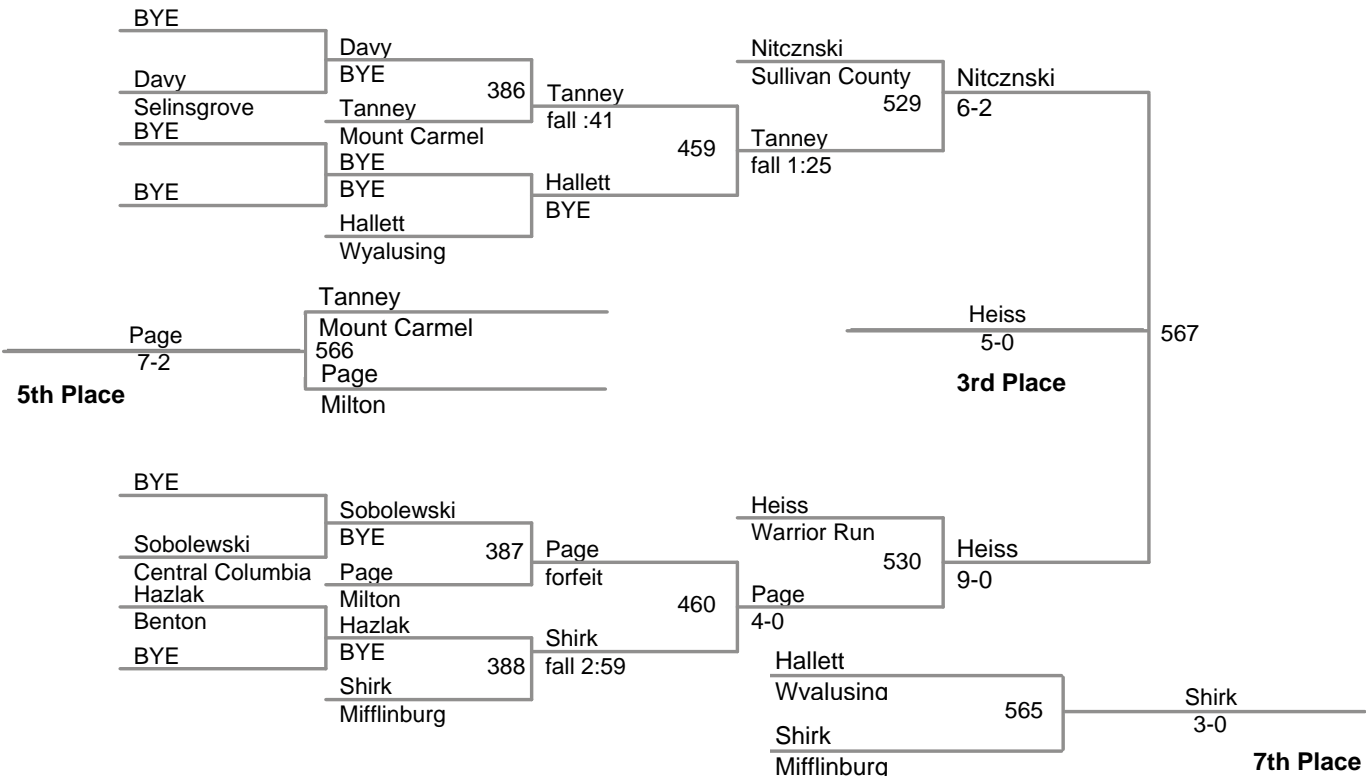 BYE
Davy
Selinsgrove
BYE
BYE
Davy
BYE
386
Tanney
Mount Carmel
BYE
BYE
Hallett
Wyalusing
Tanney
fall :41
459
Hallett
BYE
Nitcznski
Sullivan County
529
Tanney
fall 1:25
Nitcznski
6-2
Tanney
Mount Carmel
566
Page
Milton
Page
7-2
5th Place
Heiss
5-0
3rd Place
567
BYE
Sobolewski
Central Columbia
Hazlak
Benton
BYE
Sobolewski
BYE
387
Page
Milton
Hazlak
BYE
388
Shirk
Mifflinburg
Page
forfeit
460
Shirk
fall 2:59
Heiss
Warrior Run
530
Page
4-0
Heiss
9-0
Hallett
Wyalusing
565
Shirk
Mifflinburg
Shirk
3-0
7th Place